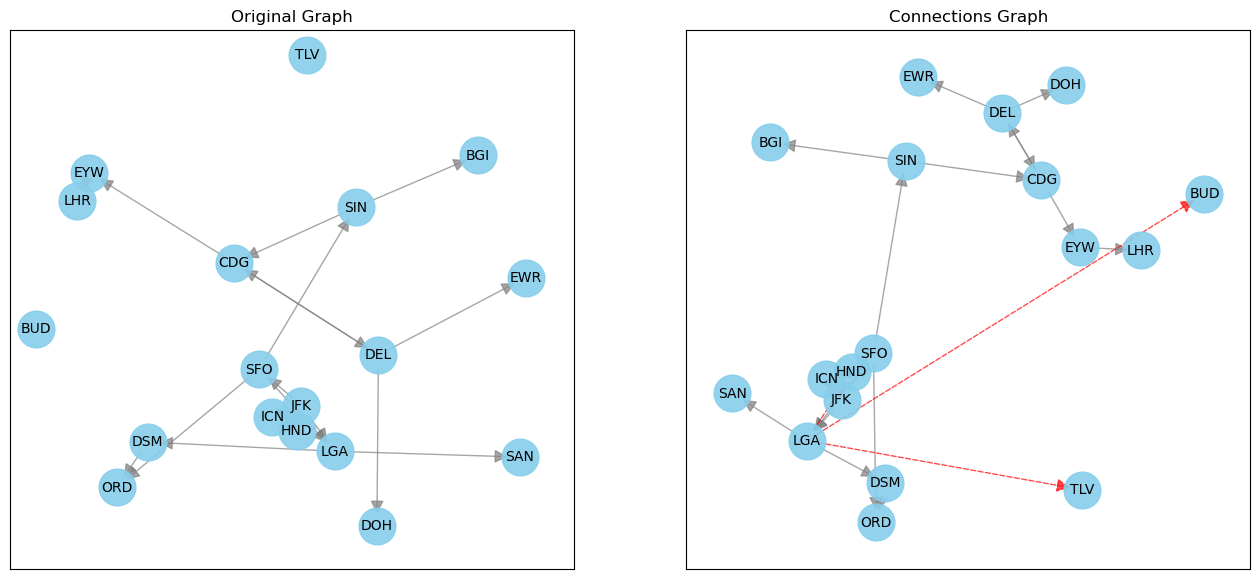 Original Graph
TLV
BGI
EYW
LHR
SIN
CDG
EWR
BUD
DEL
SFO
JFK
ICN
HND
DSM
LGA
SAN
ORD
DOH
Connections Graph
EWR
DOH
DEL
BGI
SIN
CDG
BUD
EYW
LHR
SFO
HND
ICN
SAN
JFK
LGA
DSM
TLV
ORD